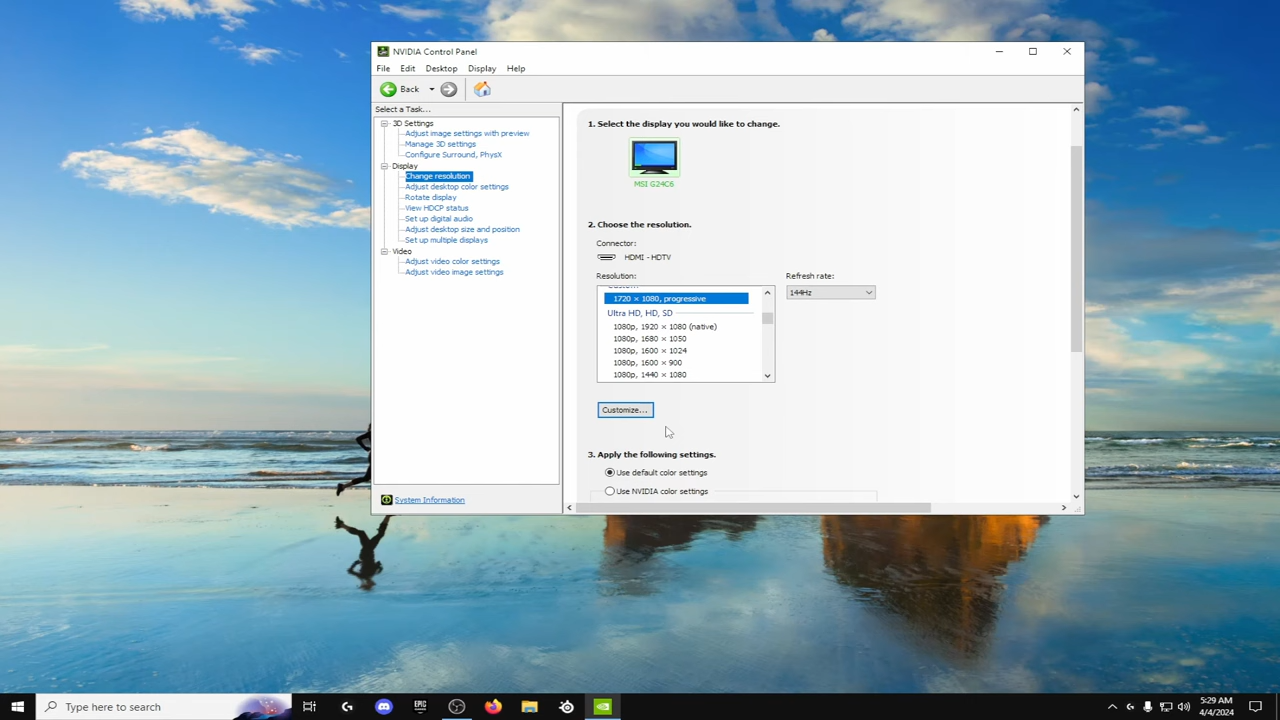 NVIDIA Control Panel
File Edit Desktop Display Help
Back
Select a Task...
3D Settings
Adjust image settings with preview
Manage 3D settings
Configure Surround, PhysX
Display
Change resolution
Adjust desktop color settings
Rotate display
View HDCP status
Set up digital audio
Adjust desktop size and position
Set up multiple displays
Video
Adjust video color settings
Adjust video image settings
System Information
1. Select the display you would like to change.
MSI G24C6
2. Choose the resolution.
Connector:
HDMI - HDTV
Resolution:
Refresh rate:
1720 × 1080, progressive
144Hz
Ultra HD, HD, SD
1080p, 1920 × 1080 (native)
1080p, 1680 × 1050
1080p, 1600 × 1024
1080p, 1600 × 900
1080p, 1440 × 1080
Customize...
3. Apply the following settings.
Use default color settings
Use NVIDIA color settings
Type here to search
EPIC
5:29 AM
4/4/2024